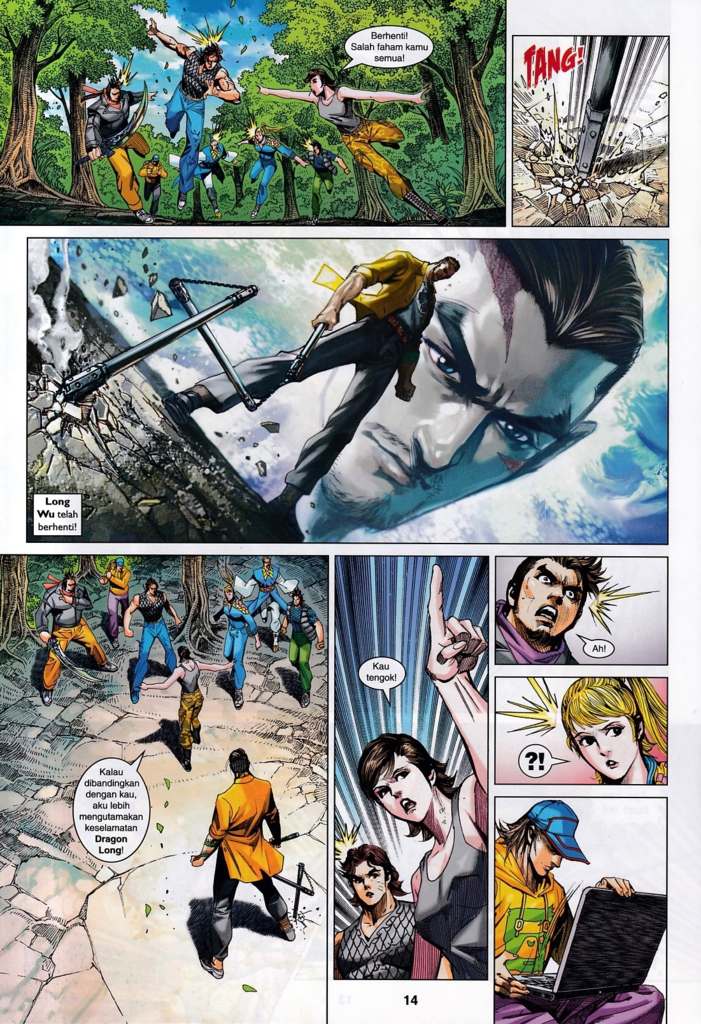 Berhenti!
Salah faham kamu
semua!
TANG!
Long
Wu telah
berhenti!
Kalau
dibandingkan
dengan kau,
aku lebih
mengutamakan
keselamatan
Dragon
Long!
Kau
tengok!
Ah!
?!
14